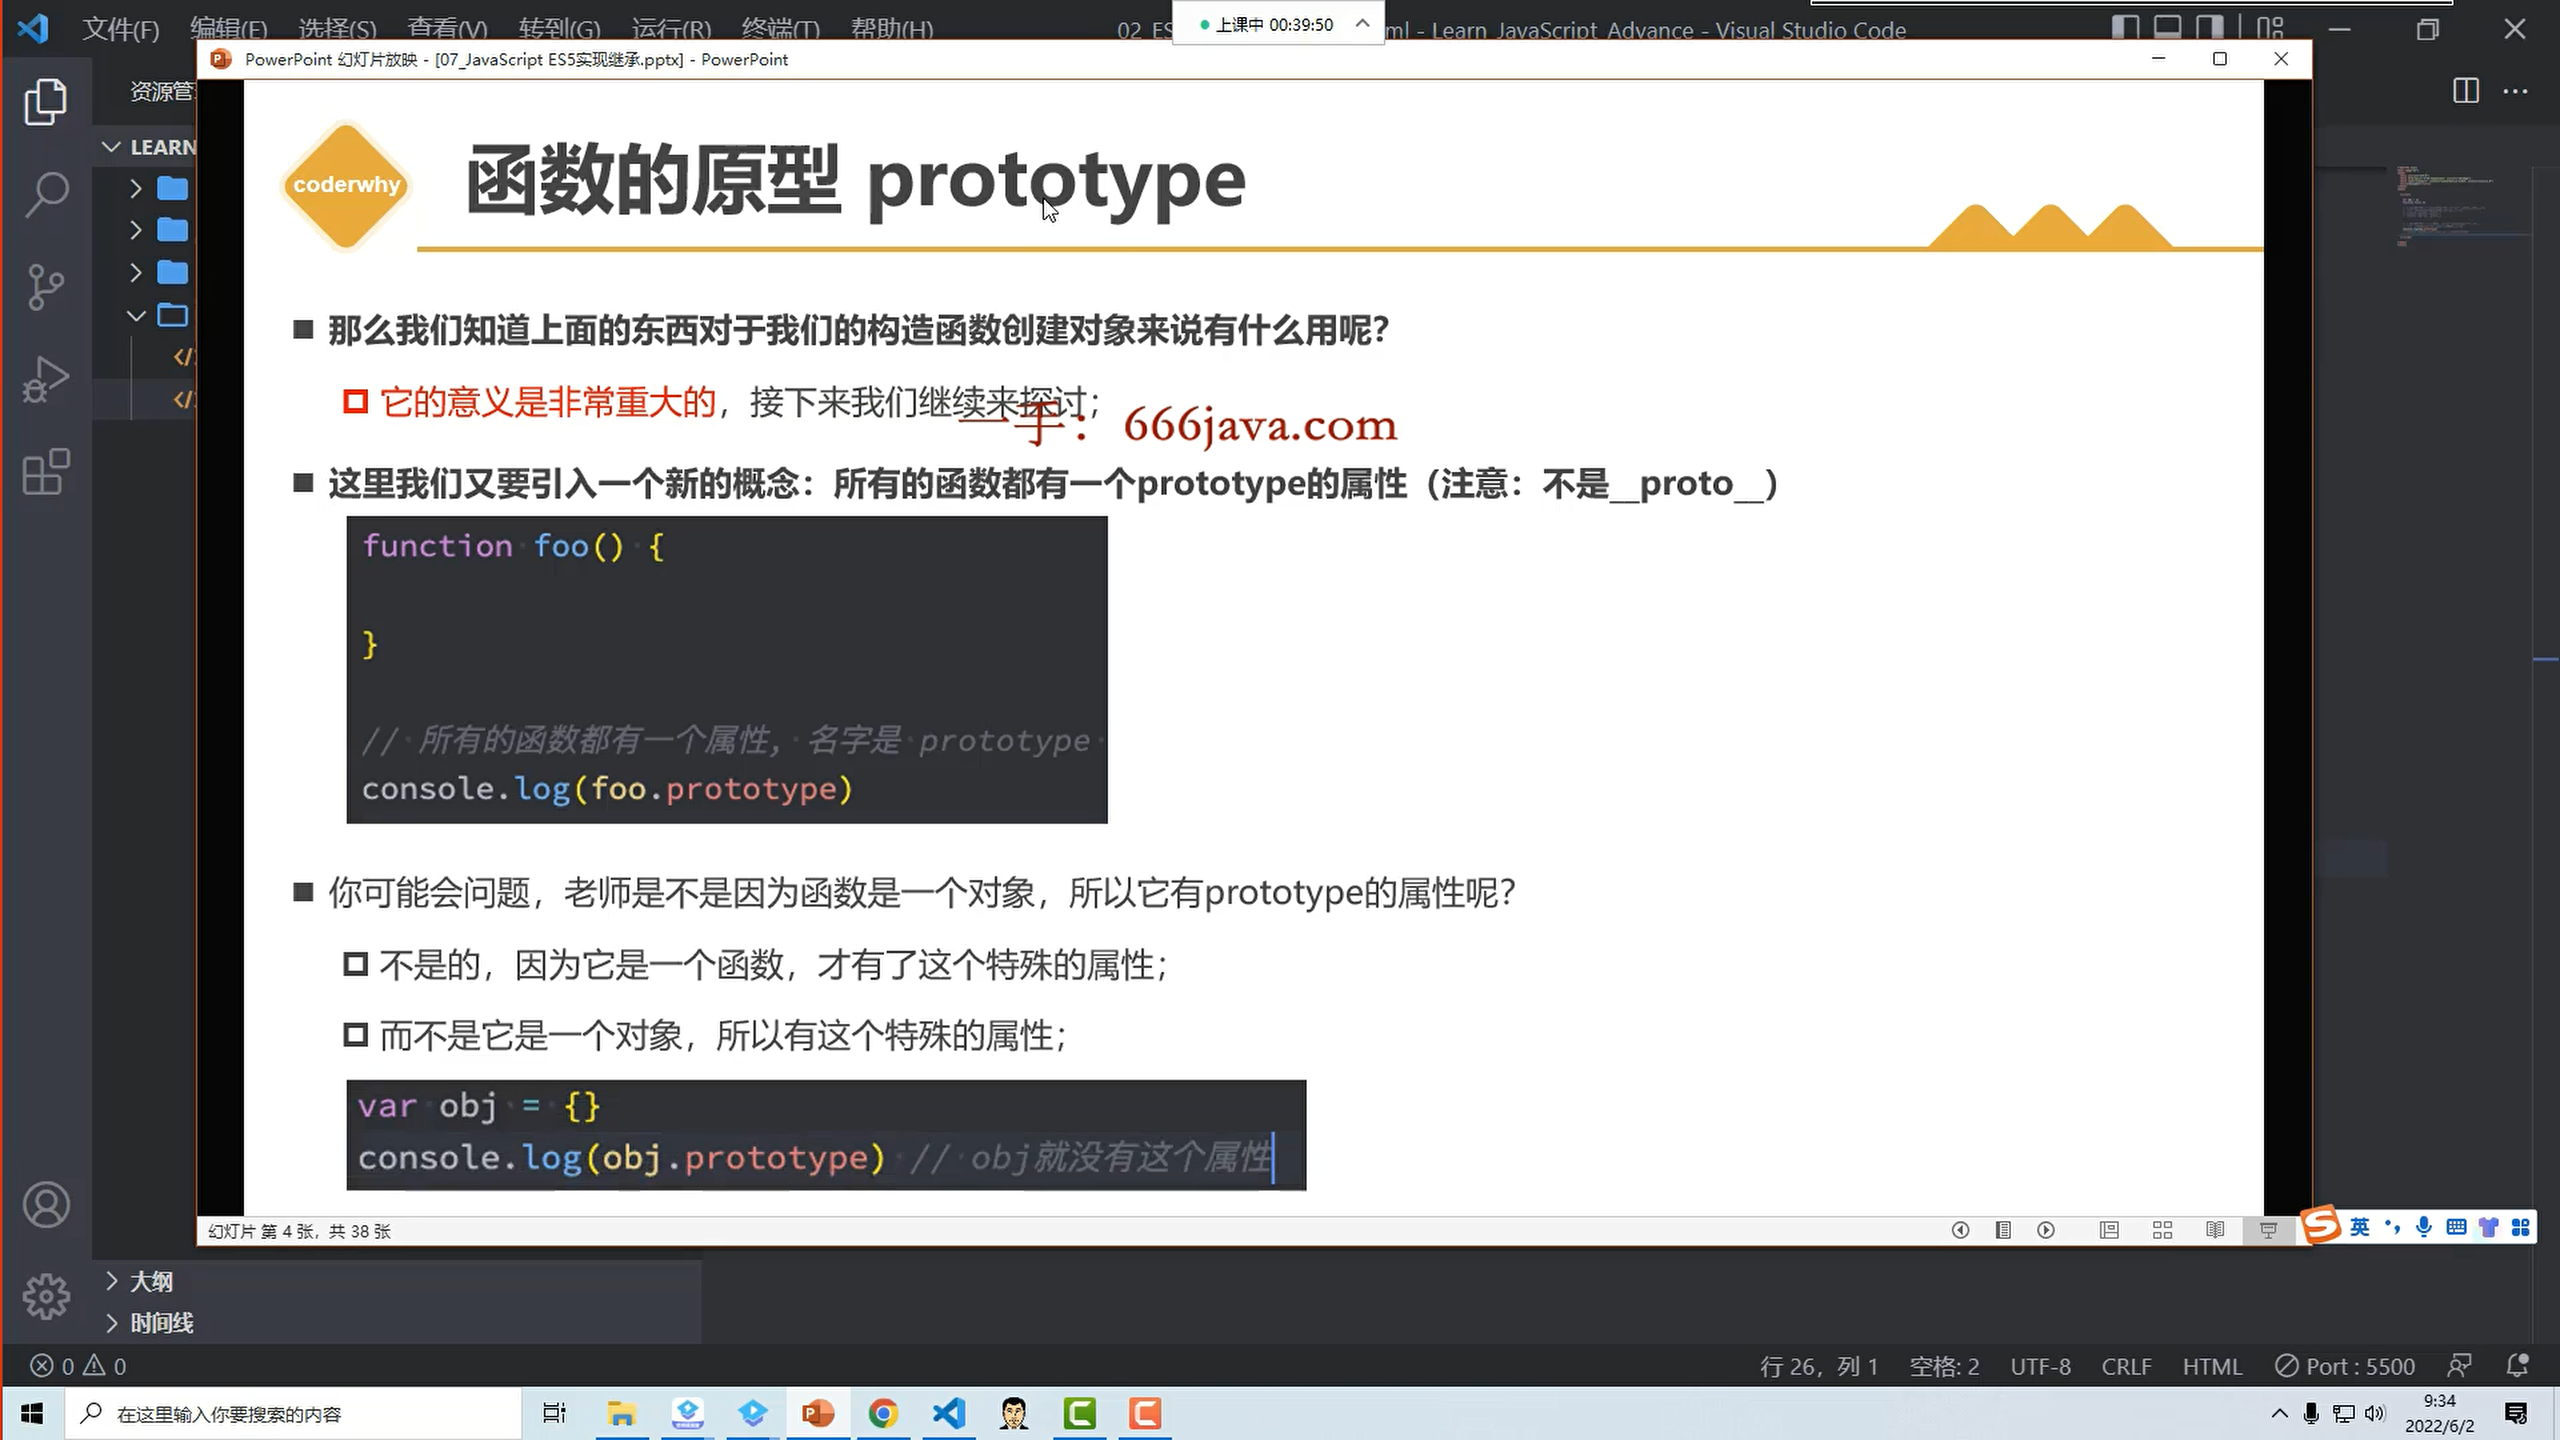 文件(F) 编辑(E) 选择(S) 查看(V) 转到(G) 运行(R) 终端(T) 帮助(H)
02_ES
上课中 00:39:50
ml - Learn_JavaScript_Advance - Visual Studio Code
PowerPoint 幻灯片放映 - [07_JavaScript ES5实现继承.pptx] - PowerPoint
资源管
LEARN
coderwhy
函数的原型 prototype
那么我们知道上面的东西对于我们的构造函数创建对象来说有什么用呢？
它的意义是非常重大的，接下来我们继续来探讨；
一手：666java.com
这里我们又要引入一个新的概念：所有的函数都有一个prototype的属性（注意：不是__proto__）
function foo() {
}
// 所有的函数都有一个属性, 名字是 prototype
console.log(foo.prototype)
你可能会问题，老师是不是因为函数是一个对象，所以它有prototype的属性呢？
不是的，因为它是一个函数，才有了这个特殊的属性；
而不是它是一个对象，所以有这个特殊的属性；
var obj = {}
console.log(obj.prototype) // obj就没有这个属性
幻灯片 第 4 张，共 38 张
英
大纲
时间线
0 0
行 26，列 1 空格: 2 UTF-8 CRLF HTML Port : 5500
在这里输入你要搜索的内容
9:34
2022/6/2